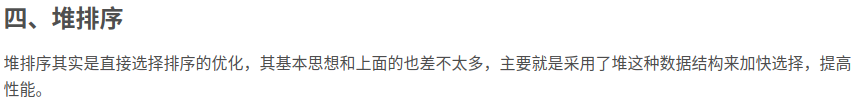 四、堆排序
堆排序其实是直接选择排序的优化，其基本思想和上面的也差不太多，主要就是采用了堆这种数据结构来加快选择，提高
性能。